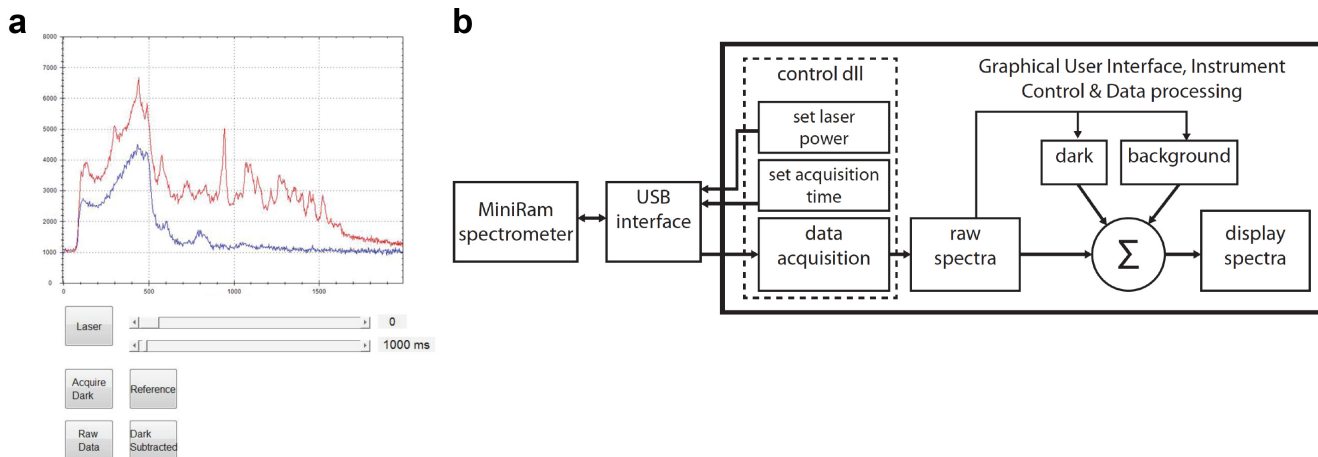 a
8000
7000
6000
5000
4000
3000
2000
1000
0
0
500
1000
1500
Laser
0
1000 ms
Acquire
Dark
Reference
Raw
Data
Dark
Subtracted
b
control dll
Graphical User Interface, Instrument
Control & Data processing
set laser
power
dark
background
set acquisition
time
MiniRam
spectrometer
USB
interface
data
acquisition
raw
spectra
Σ
display
spectra